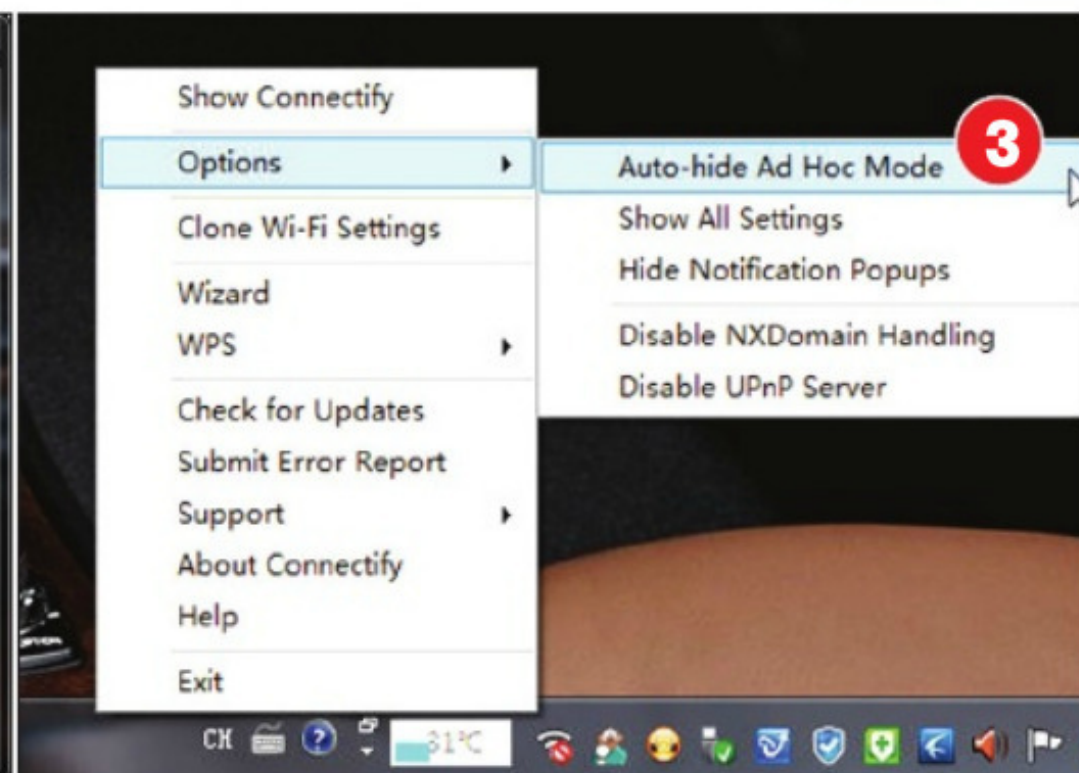 Show Connectify
Options
Clone Wi-Fi Settings
Wizard
WPS
Check for Updates
Submit Error Report
Support
About Connectify
Help
Exit
3
Auto-hide Ad Hoc Mode
Show All Settings
Hide Notification Popups
Disable NXDomain Handling
Disable UPnP Server
CH
31℃